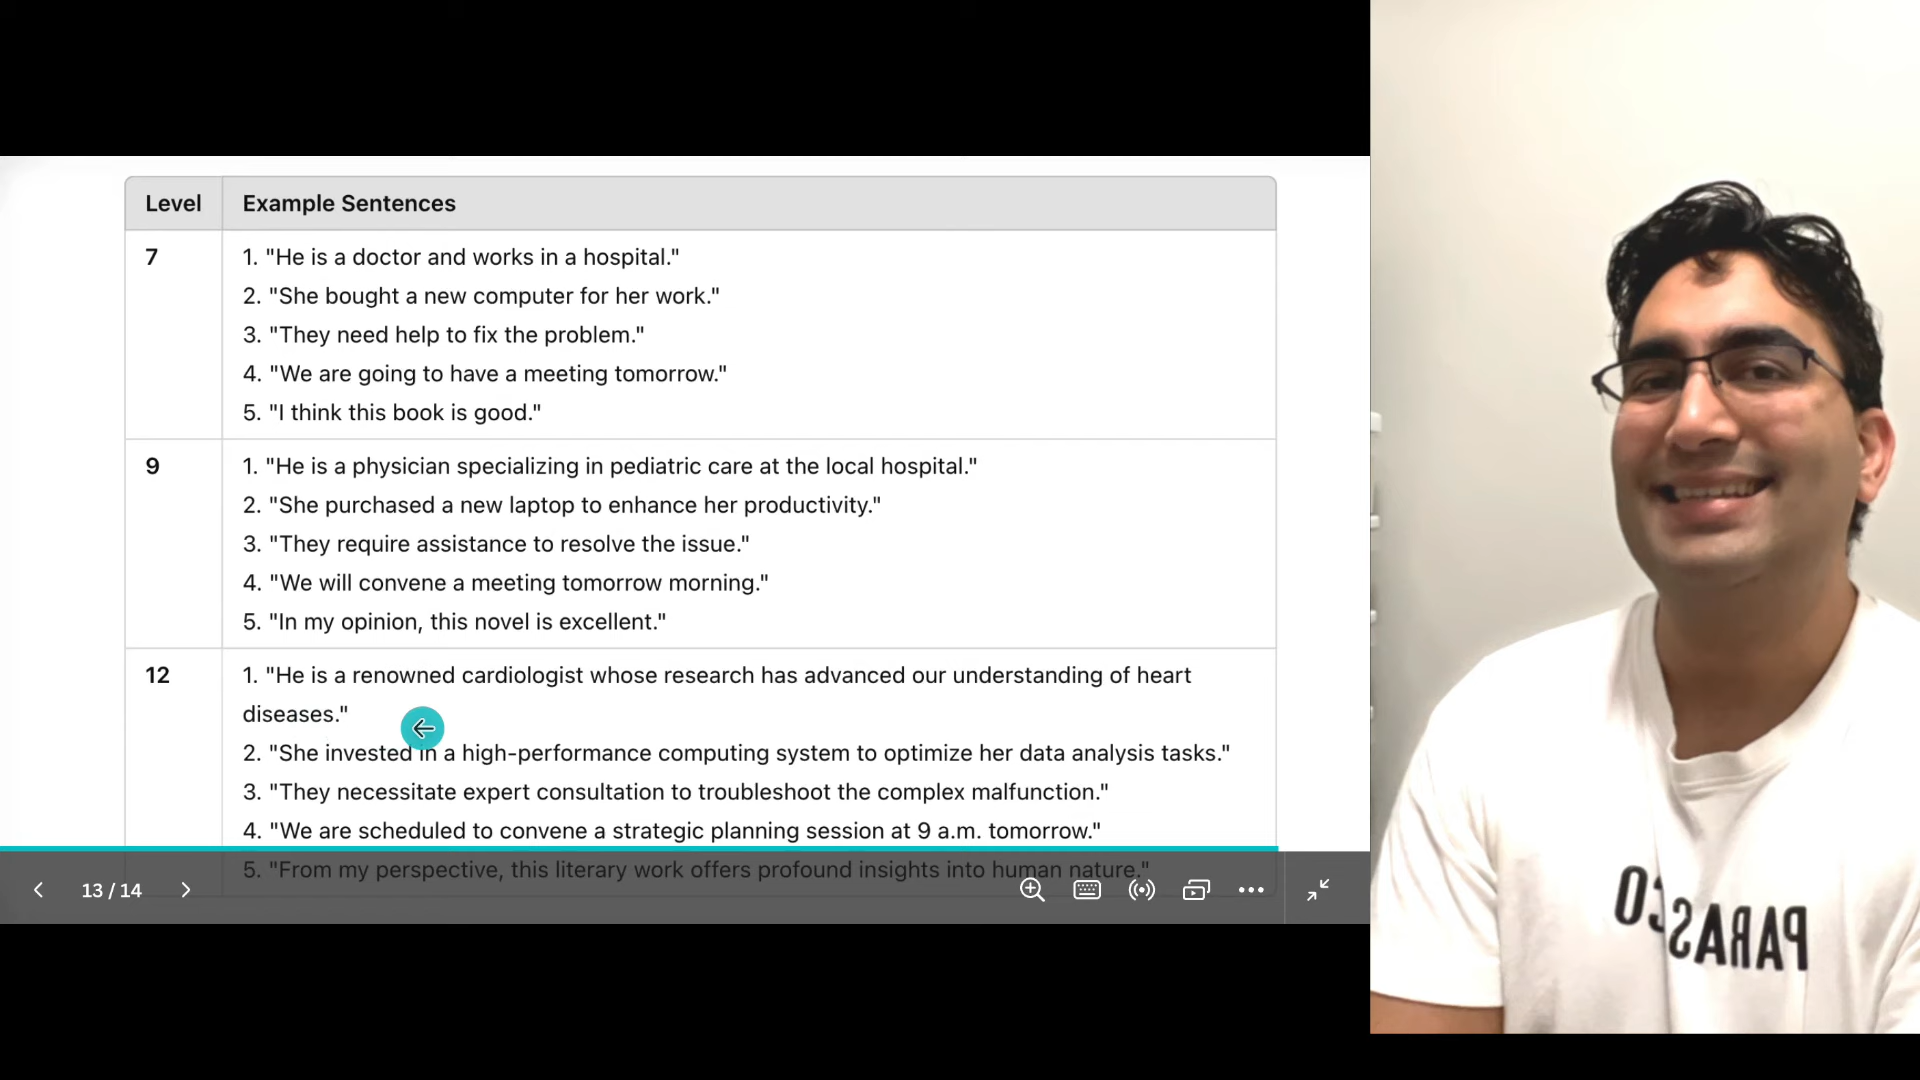 Level Example Sentences
7 1. "He is a doctor and works in a hospital."
2. "She bought a new computer for her work."
3. "They need help to fix the problem."
4. "We are going to have a meeting tomorrow."
5. "I think this book is good."
9 1. "He is a physician specializing in pediatric care at the local hospital."
2. "She purchased a new laptop to enhance her productivity."
3. "They require assistance to resolve the issue."
4. "We will convene a meeting tomorrow morning."
5. "In my opinion, this novel is excellent."
12 1. "He is a renowned cardiologist whose research has advanced our understanding of heart
diseases."
2. "She invested in a high-performance computing system to optimize her data analysis tasks."
3. "They necessitate expert consultation to troubleshoot the complex malfunction."
4. "We are scheduled to convene a strategic planning session at 9 a.m. tomorrow."
5. "From my perspective, this literary work offers profound insights into human nature."
13 / 14
PARASCO